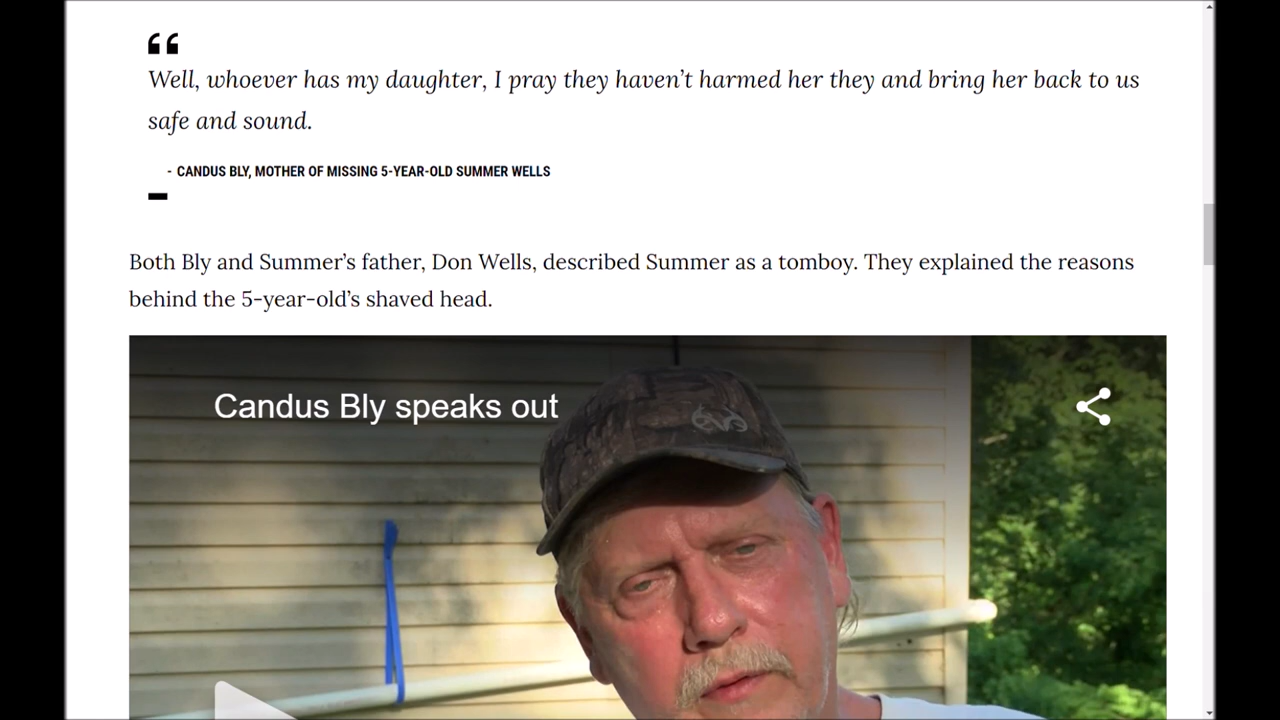 “
Well, whoever has my daughter, I pray they haven’t harmed her they and bring her back to us
safe and sound.
- CANDUS BLY, MOTHER OF MISSING 5-YEAR-OLD SUMMER WELLS
Both Bly and Summer’s father, Don Wells, described Summer as a tomboy. They explained the reasons
behind the 5-year-old’s shaved head.
Candus Bly speaks out